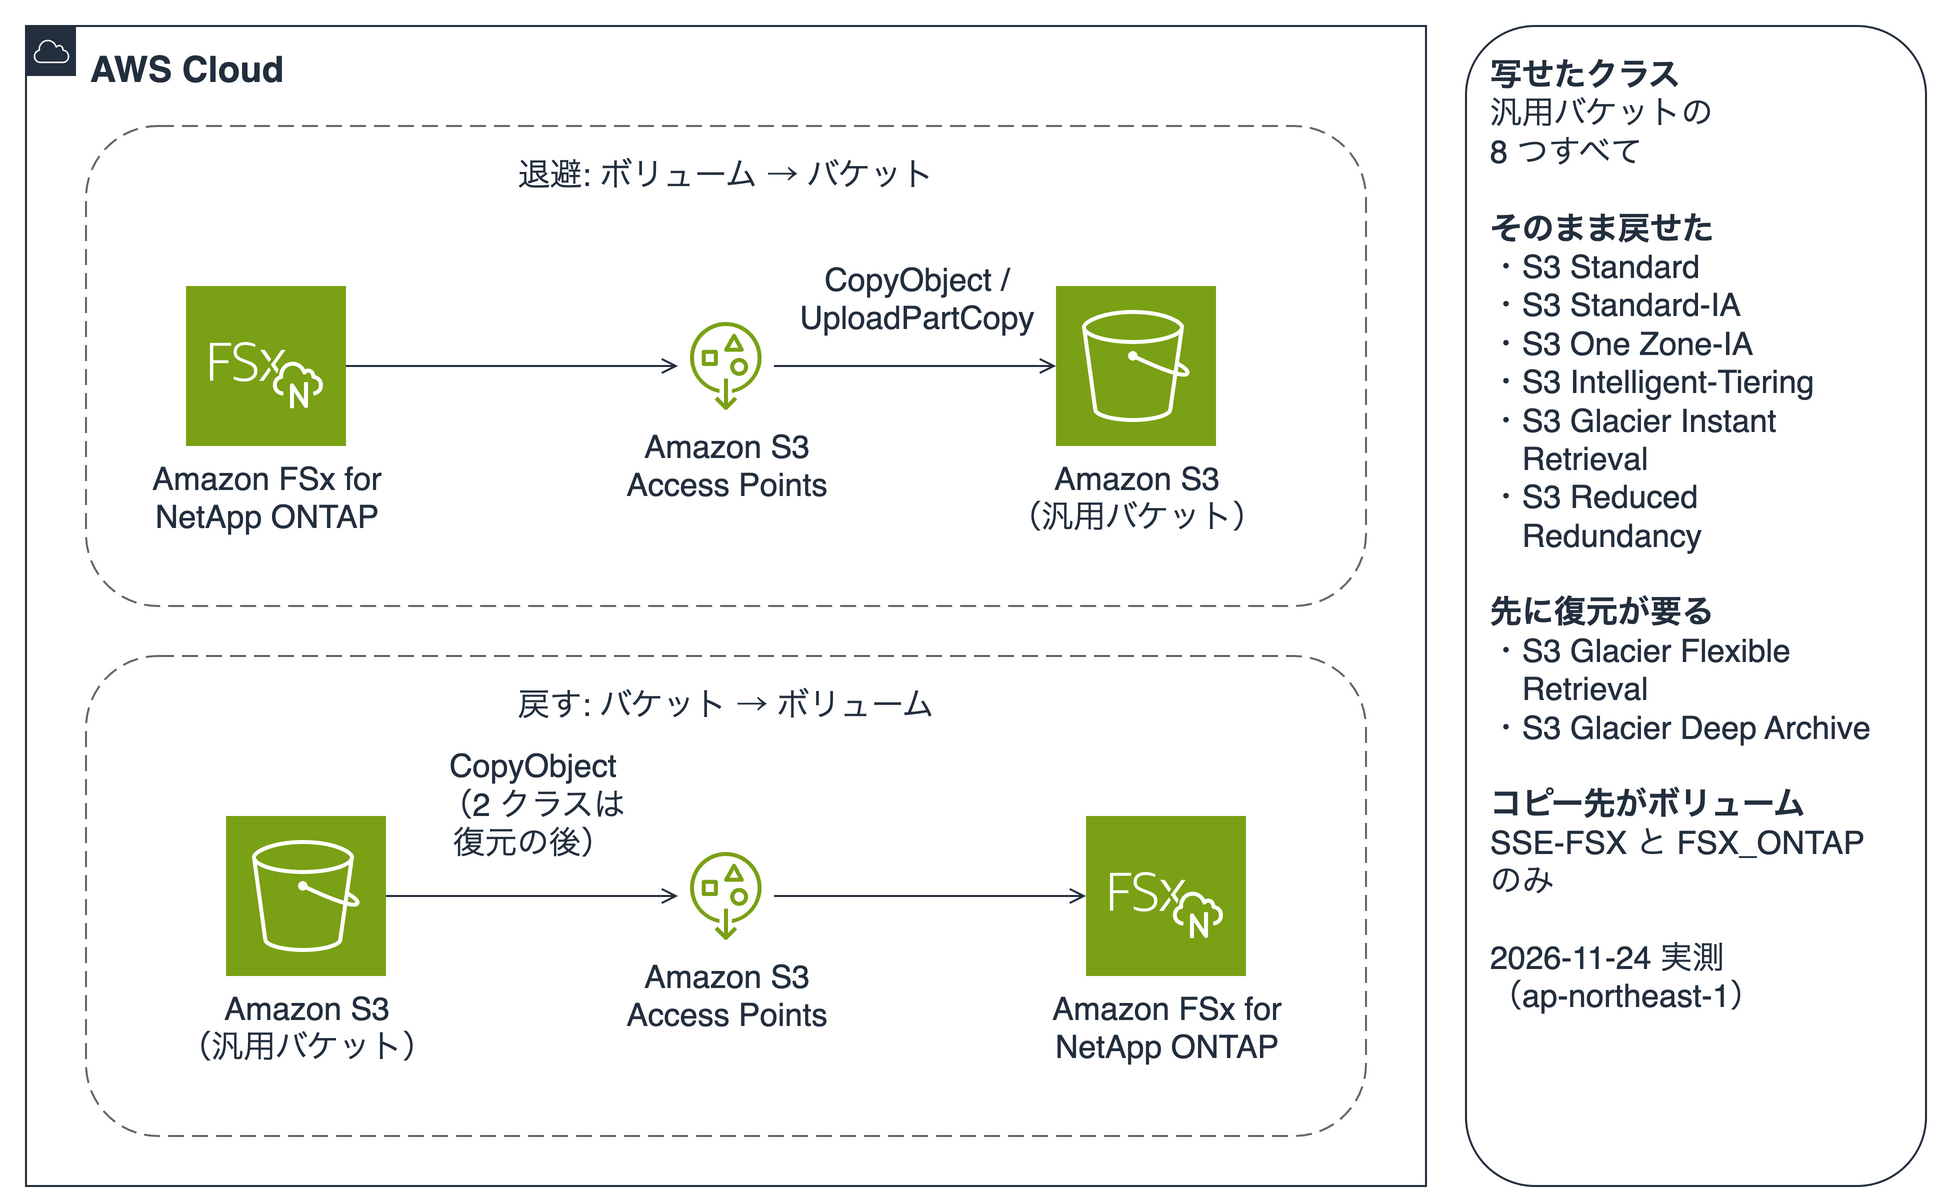 AWS Cloud
退避: ボリューム → バケット
CopyObject /
UploadPartCopy
FSx
N
Amazon FSx for
NetApp ONTAP
Amazon S3
Access Points
Amazon S3
（汎用バケット）
戻す: バケット → ボリューム
CopyObject
（2 クラスは
復元の後）
FSx
N
Amazon S3
（汎用バケット）
Amazon S3
Access Points
Amazon FSx for
NetApp ONTAP
写せたクラス
汎用バケットの
8 つすべて
そのまま戻せた
・S3 Standard
・S3 Standard-IA
・S3 One Zone-IA
・S3 Intelligent-Tiering
・S3 Glacier Instant
Retrieval
・S3 Reduced
Redundancy
先に復元が要る
・S3 Glacier Flexible
Retrieval
・S3 Glacier Deep Archive
コピー先がボリューム
SSE-FSX と FSX_ONTAP
のみ
2026-11-24 実測
（ap-northeast-1）